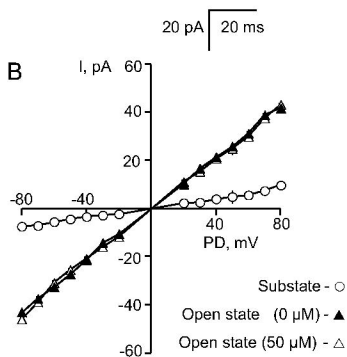 20 pA 20 ms
B
I, pA
60
40
20
-80 -40 40 80
PD, mV
-20
-40
-60
Substate - ○
Open state (0 µM) - ▲
Open state (50 µM) - △